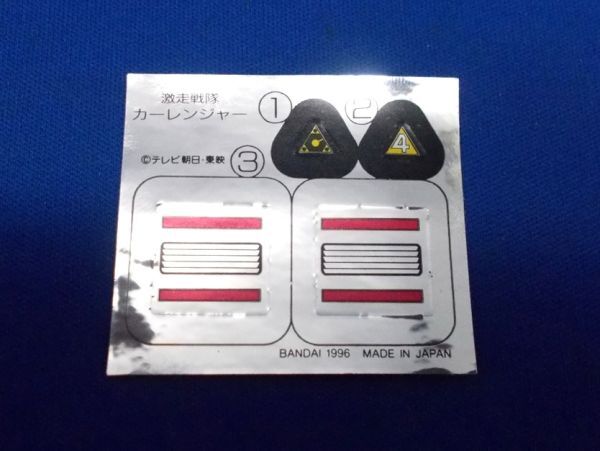 激走戦隊
カーレンジャー
① ②
4
©テレビ朝日・東映 ③
BANDAI 1996 MADE IN JAPAN